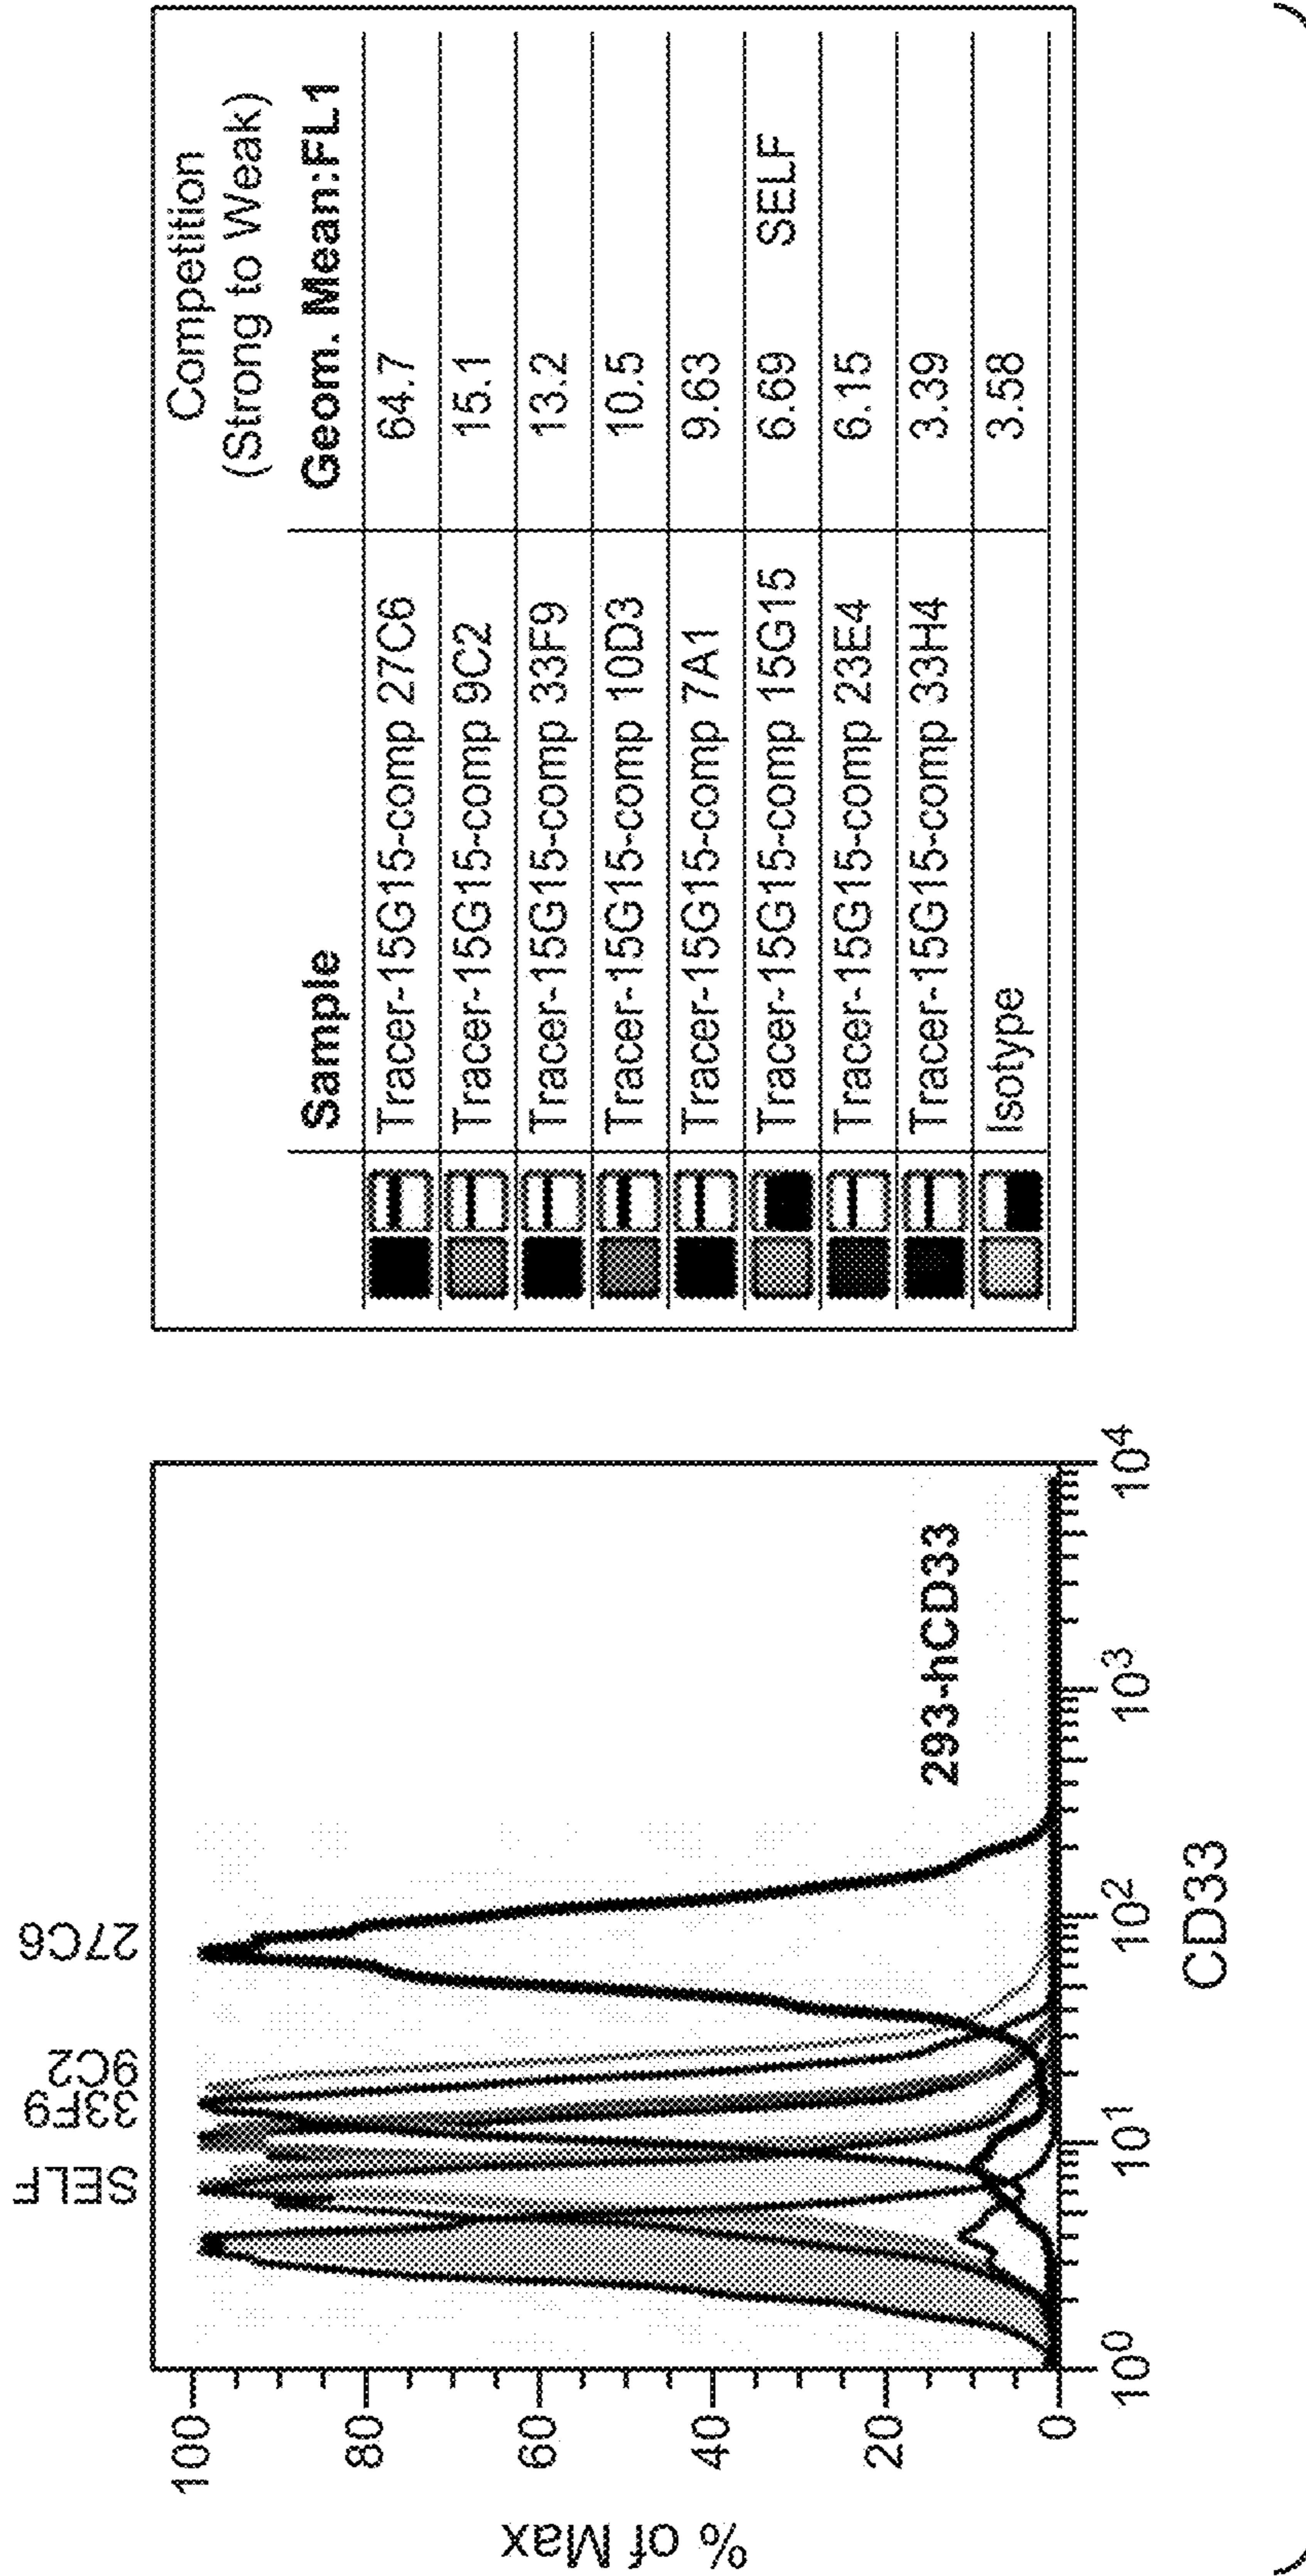 27C6
9C2
33F9
SELF
% of Max
100
80
60
40
20
0
293-hCD33
10^0
10^1
10^2
10^3
10^4
CD33
Competition
(Strong to Weak)
Sample Geom. Mean:FL1
Tracer-15G15-comp 27C6 64.7
Tracer-15G15-comp 9C2 15.1
Tracer-15G15-comp 33F9 13.2
Tracer-15G15-comp 10D3 10.5
Tracer-15G15-comp 7A1 9.63
Tracer-15G15-comp 15G15 6.69 SELF
Tracer-15G15-comp 23E4 6.15
Tracer-15G15-comp 33H4 3.39
Isotype 3.58